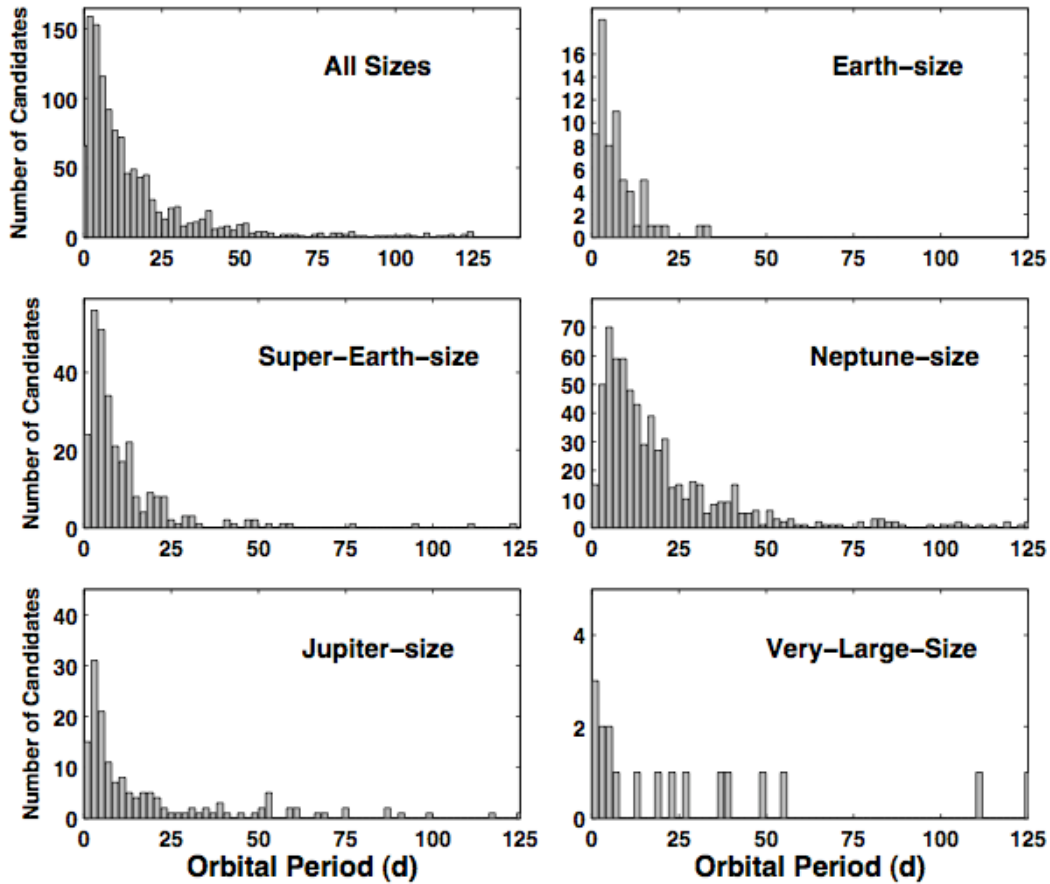 Number of Candidates
150
100
50
0
All Sizes
0 25 50 75 100 125
16
14
12
10
8
6
4
2
0
Earth-size
0 25 50 75 100 125
Number of Candidates
40
20
0
Super-Earth-size
0 25 50 75 100 125
70
60
50
40
30
20
10
0
Neptune-size
0 25 50 75 100 125
Number of Candidates
40
30
20
10
0
Jupiter-size
0 25 50 75 100 125
Orbital Period (d)
4
2
0
Very-Large-Size
0 25 50 75 100 125
Orbital Period (d)